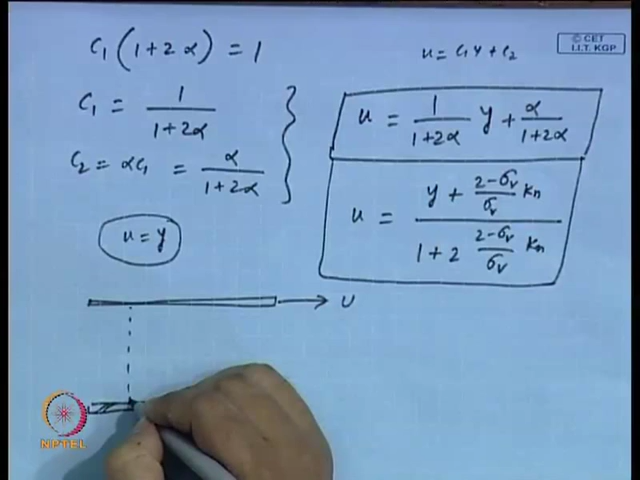 C₁(1+2α) = 1
C₁ = 1/(1+2α)
C₂ = αC₁ = α/(1+2α)
u = y
u = C₁y + C₂
© CET
I.I.T. KGP
u = 1/(1+2α) y + α/(1+2α)
u = (y + (2-σᵥ)/σᵥ Kn)/(1 + 2 (2-σᵥ)/σᵥ Kn)
U
NPTEL